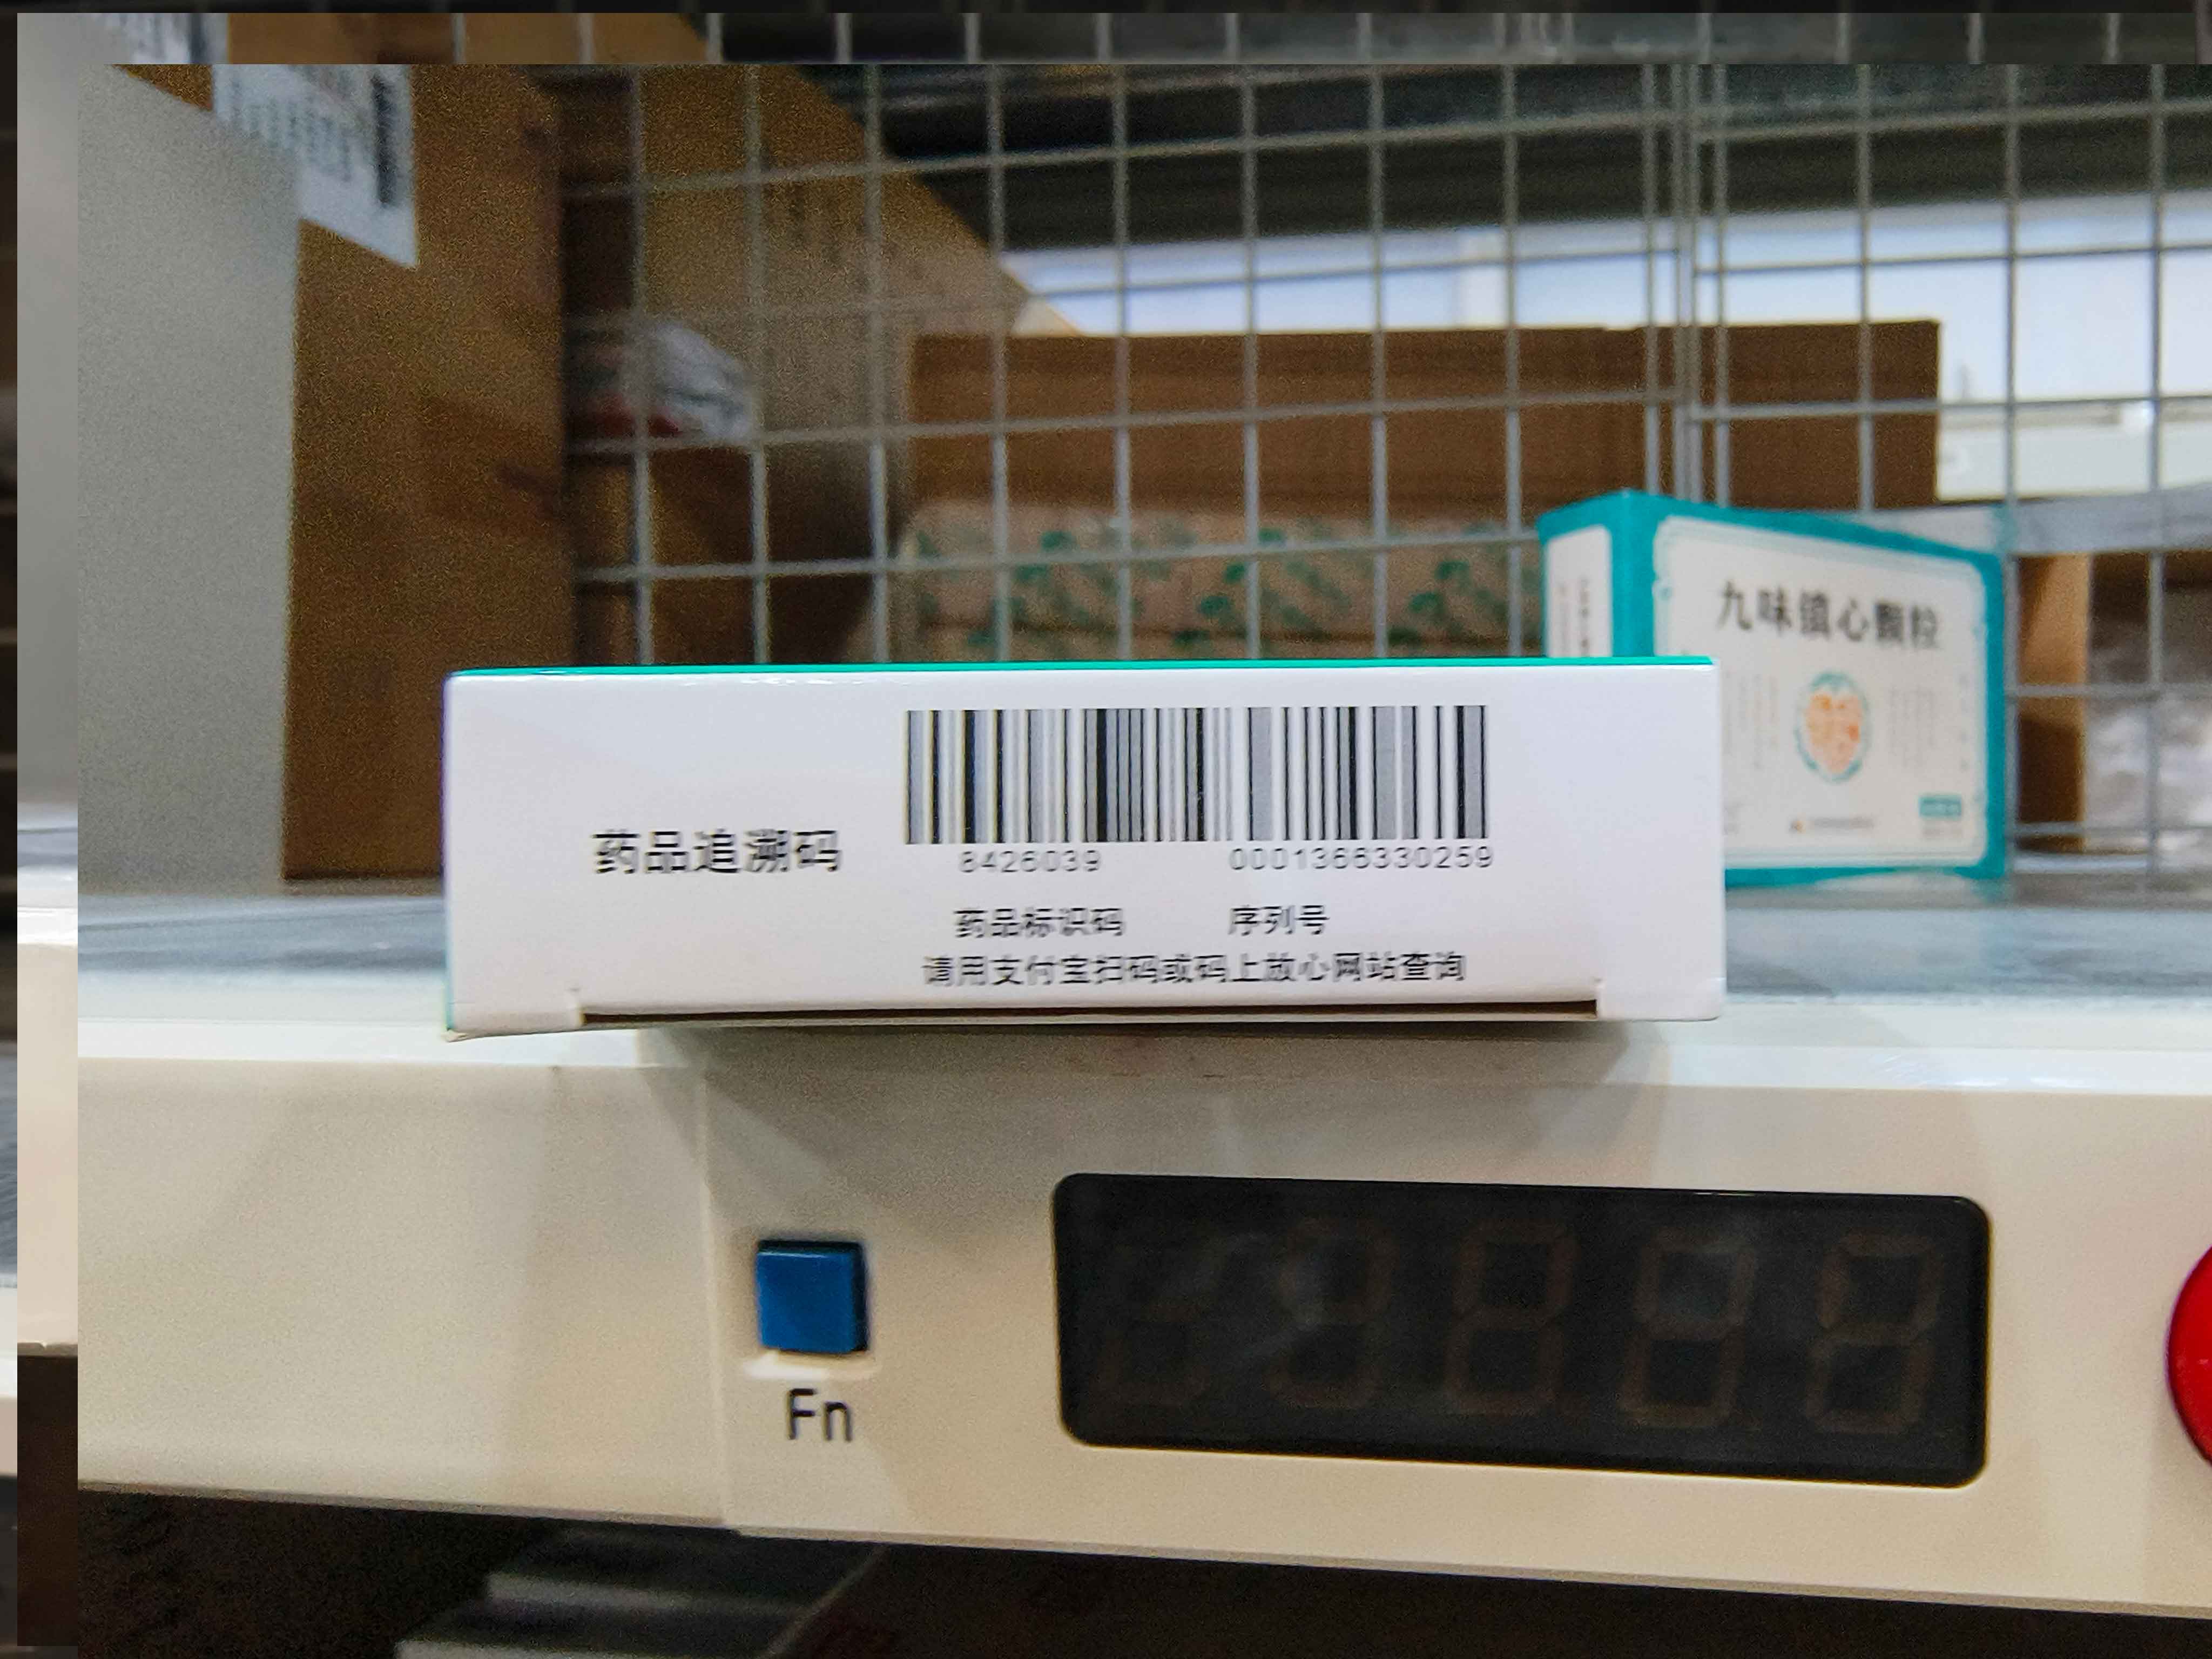 九味镇心颗粒
药品追溯码
8426039 0001366330259
药品标识码 序列号
请用支付宝扫码或码上放心网站查询
Fn